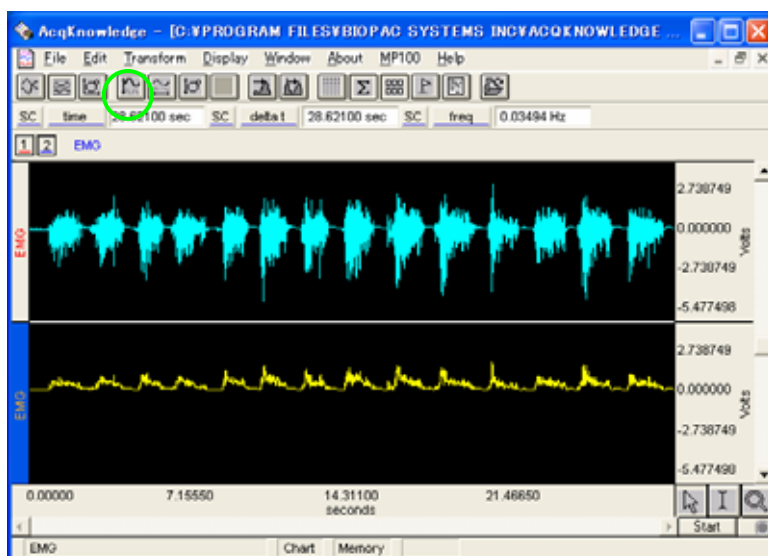 AcqKnowledge - [C:¥PROGRAM FILES¥BIOPAC SYSTEMS INC¥ACQKNOWLEDGE ...
File Edit Transform Display Window About MP100 Help
SC time 28.62100 sec SC delta t 28.62100 sec SC freq 0.03494 Hz
1 2 EMG
EMG
2.738749
0.000000
-2.738749
-5.477498
Volts
EMG
2.738749
0.000000
-2.738749
-5.477498
Volts
0.00000 7.15550 14.31100 21.46650
seconds
Start
EMG Chart Memory